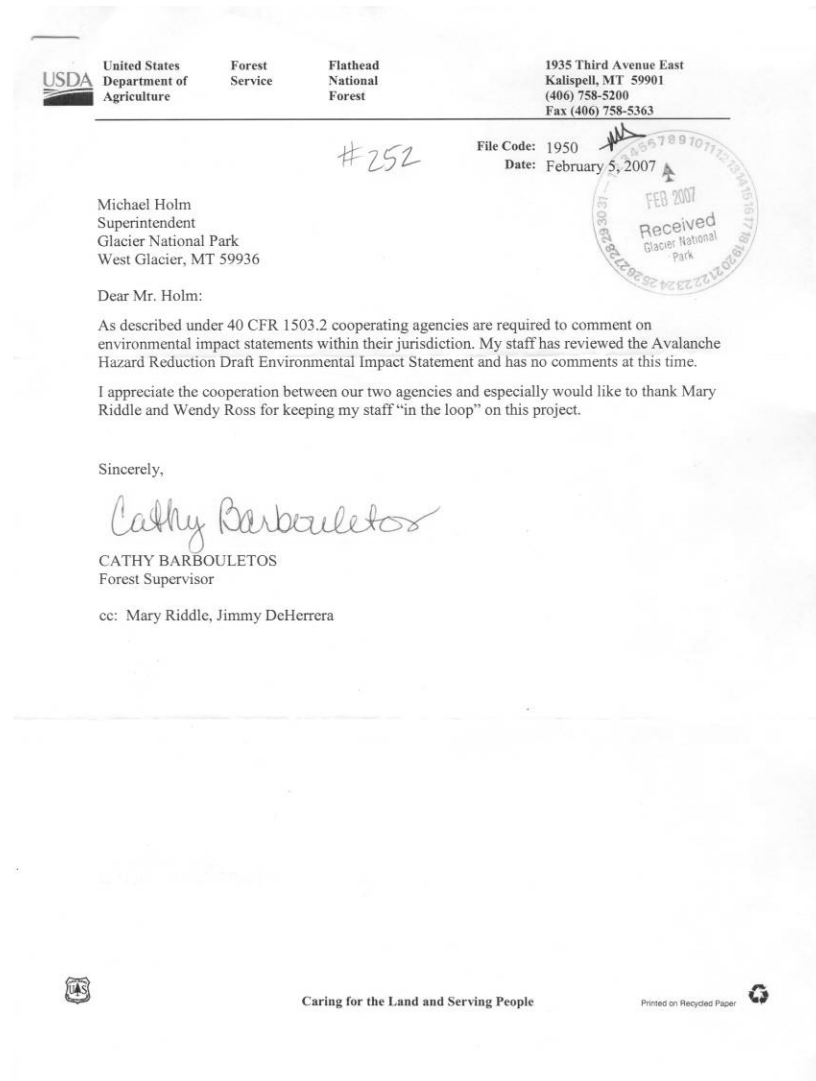 USDA
United States Department of Agriculture
Forest Service
Flathead National Forest
1935 Third Avenue East
Kalispell, MT 59901
(406) 758-5200
Fax (406) 758-5363
#252
File Code: 1950
Date: February 5, 2007
FEB 2007
Received
Glacier National
Park
Michael Holm
Superintendent
Glacier National Park
West Glacier, MT 59936
Dear Mr. Holm:
As described under 40 CFR 1503.2 cooperating agencies are required to comment on
environmental impact statements within their jurisdiction. My staff has reviewed the Avalanche
Hazard Reduction Draft Environmental Impact Statement and has no comments at this time.
I appreciate the cooperation between our two agencies and especially would like to thank Mary
Riddle and Wendy Ross for keeping my staff “in the loop” on this project.
Sincerely,
Cathy Barbouletos
CATHY BARBOULETOS
Forest Supervisor
cc: Mary Riddle, Jimmy DeHerrera
UAS
Caring for the Land and Serving People
Printed on Recycled Paper